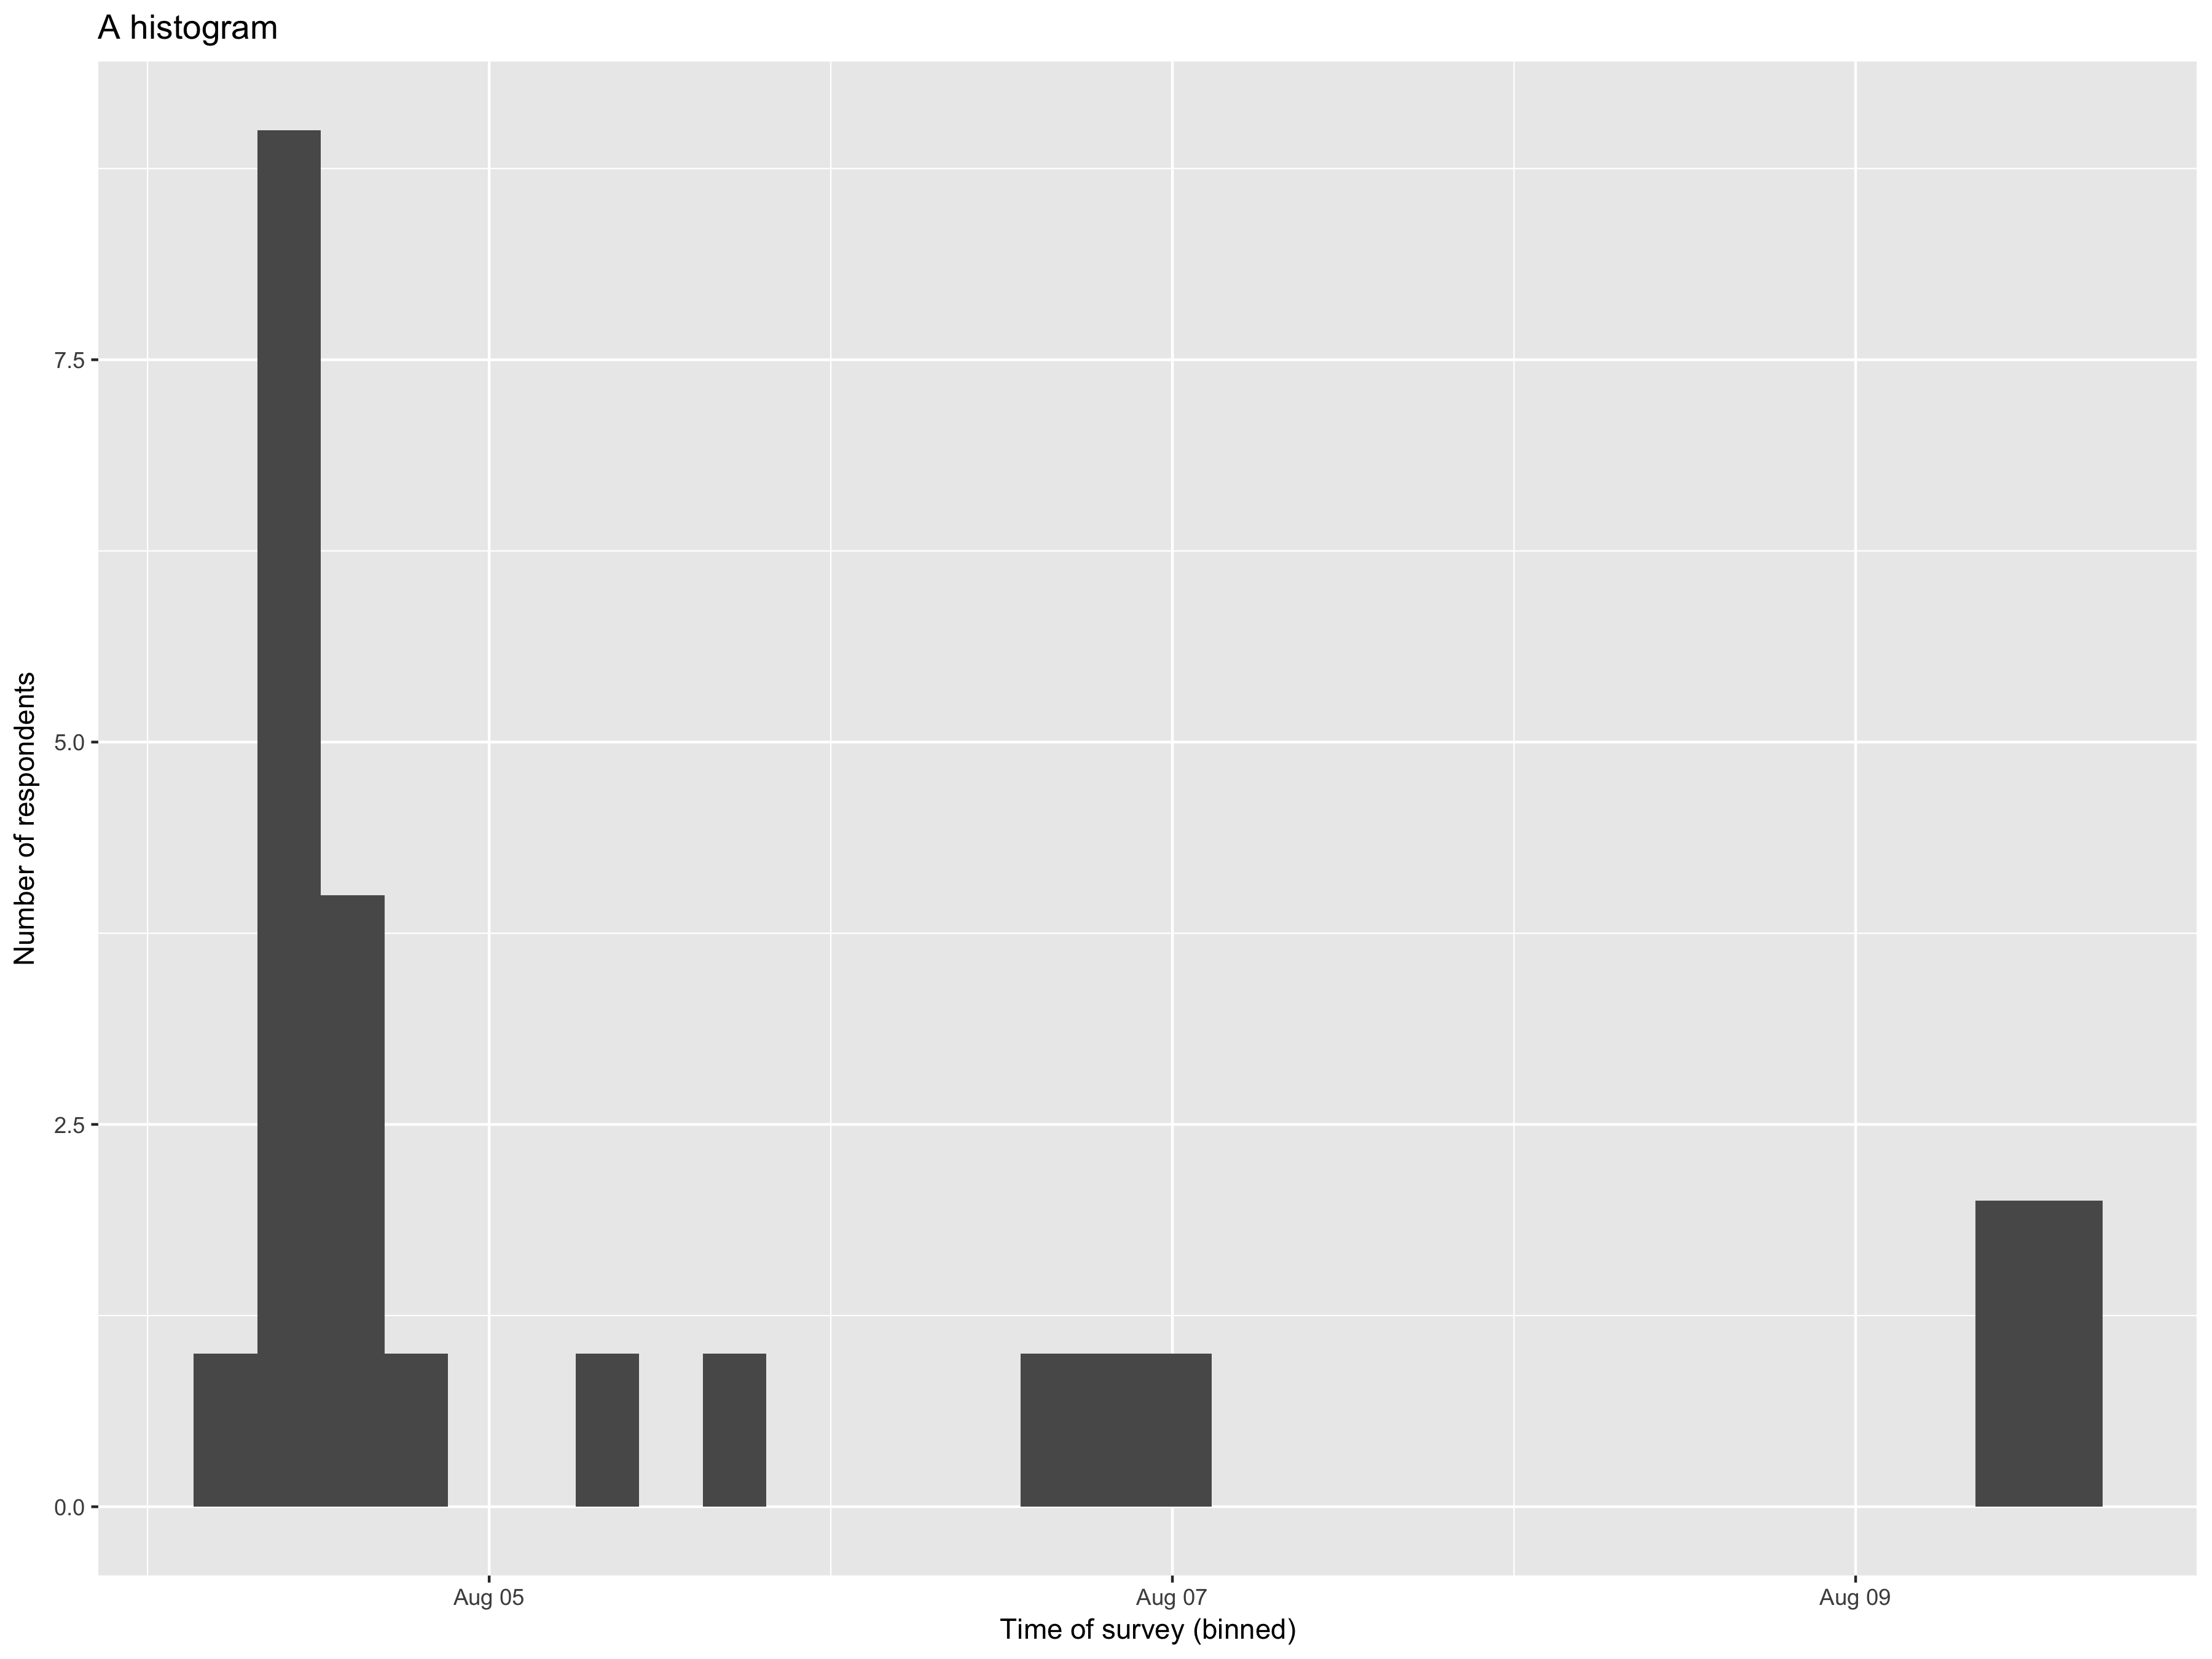 A histogram
Number of respondents
7.5
5.0
2.5
0.0
Aug 05
Aug 07
Aug 09
Time of survey (binned)